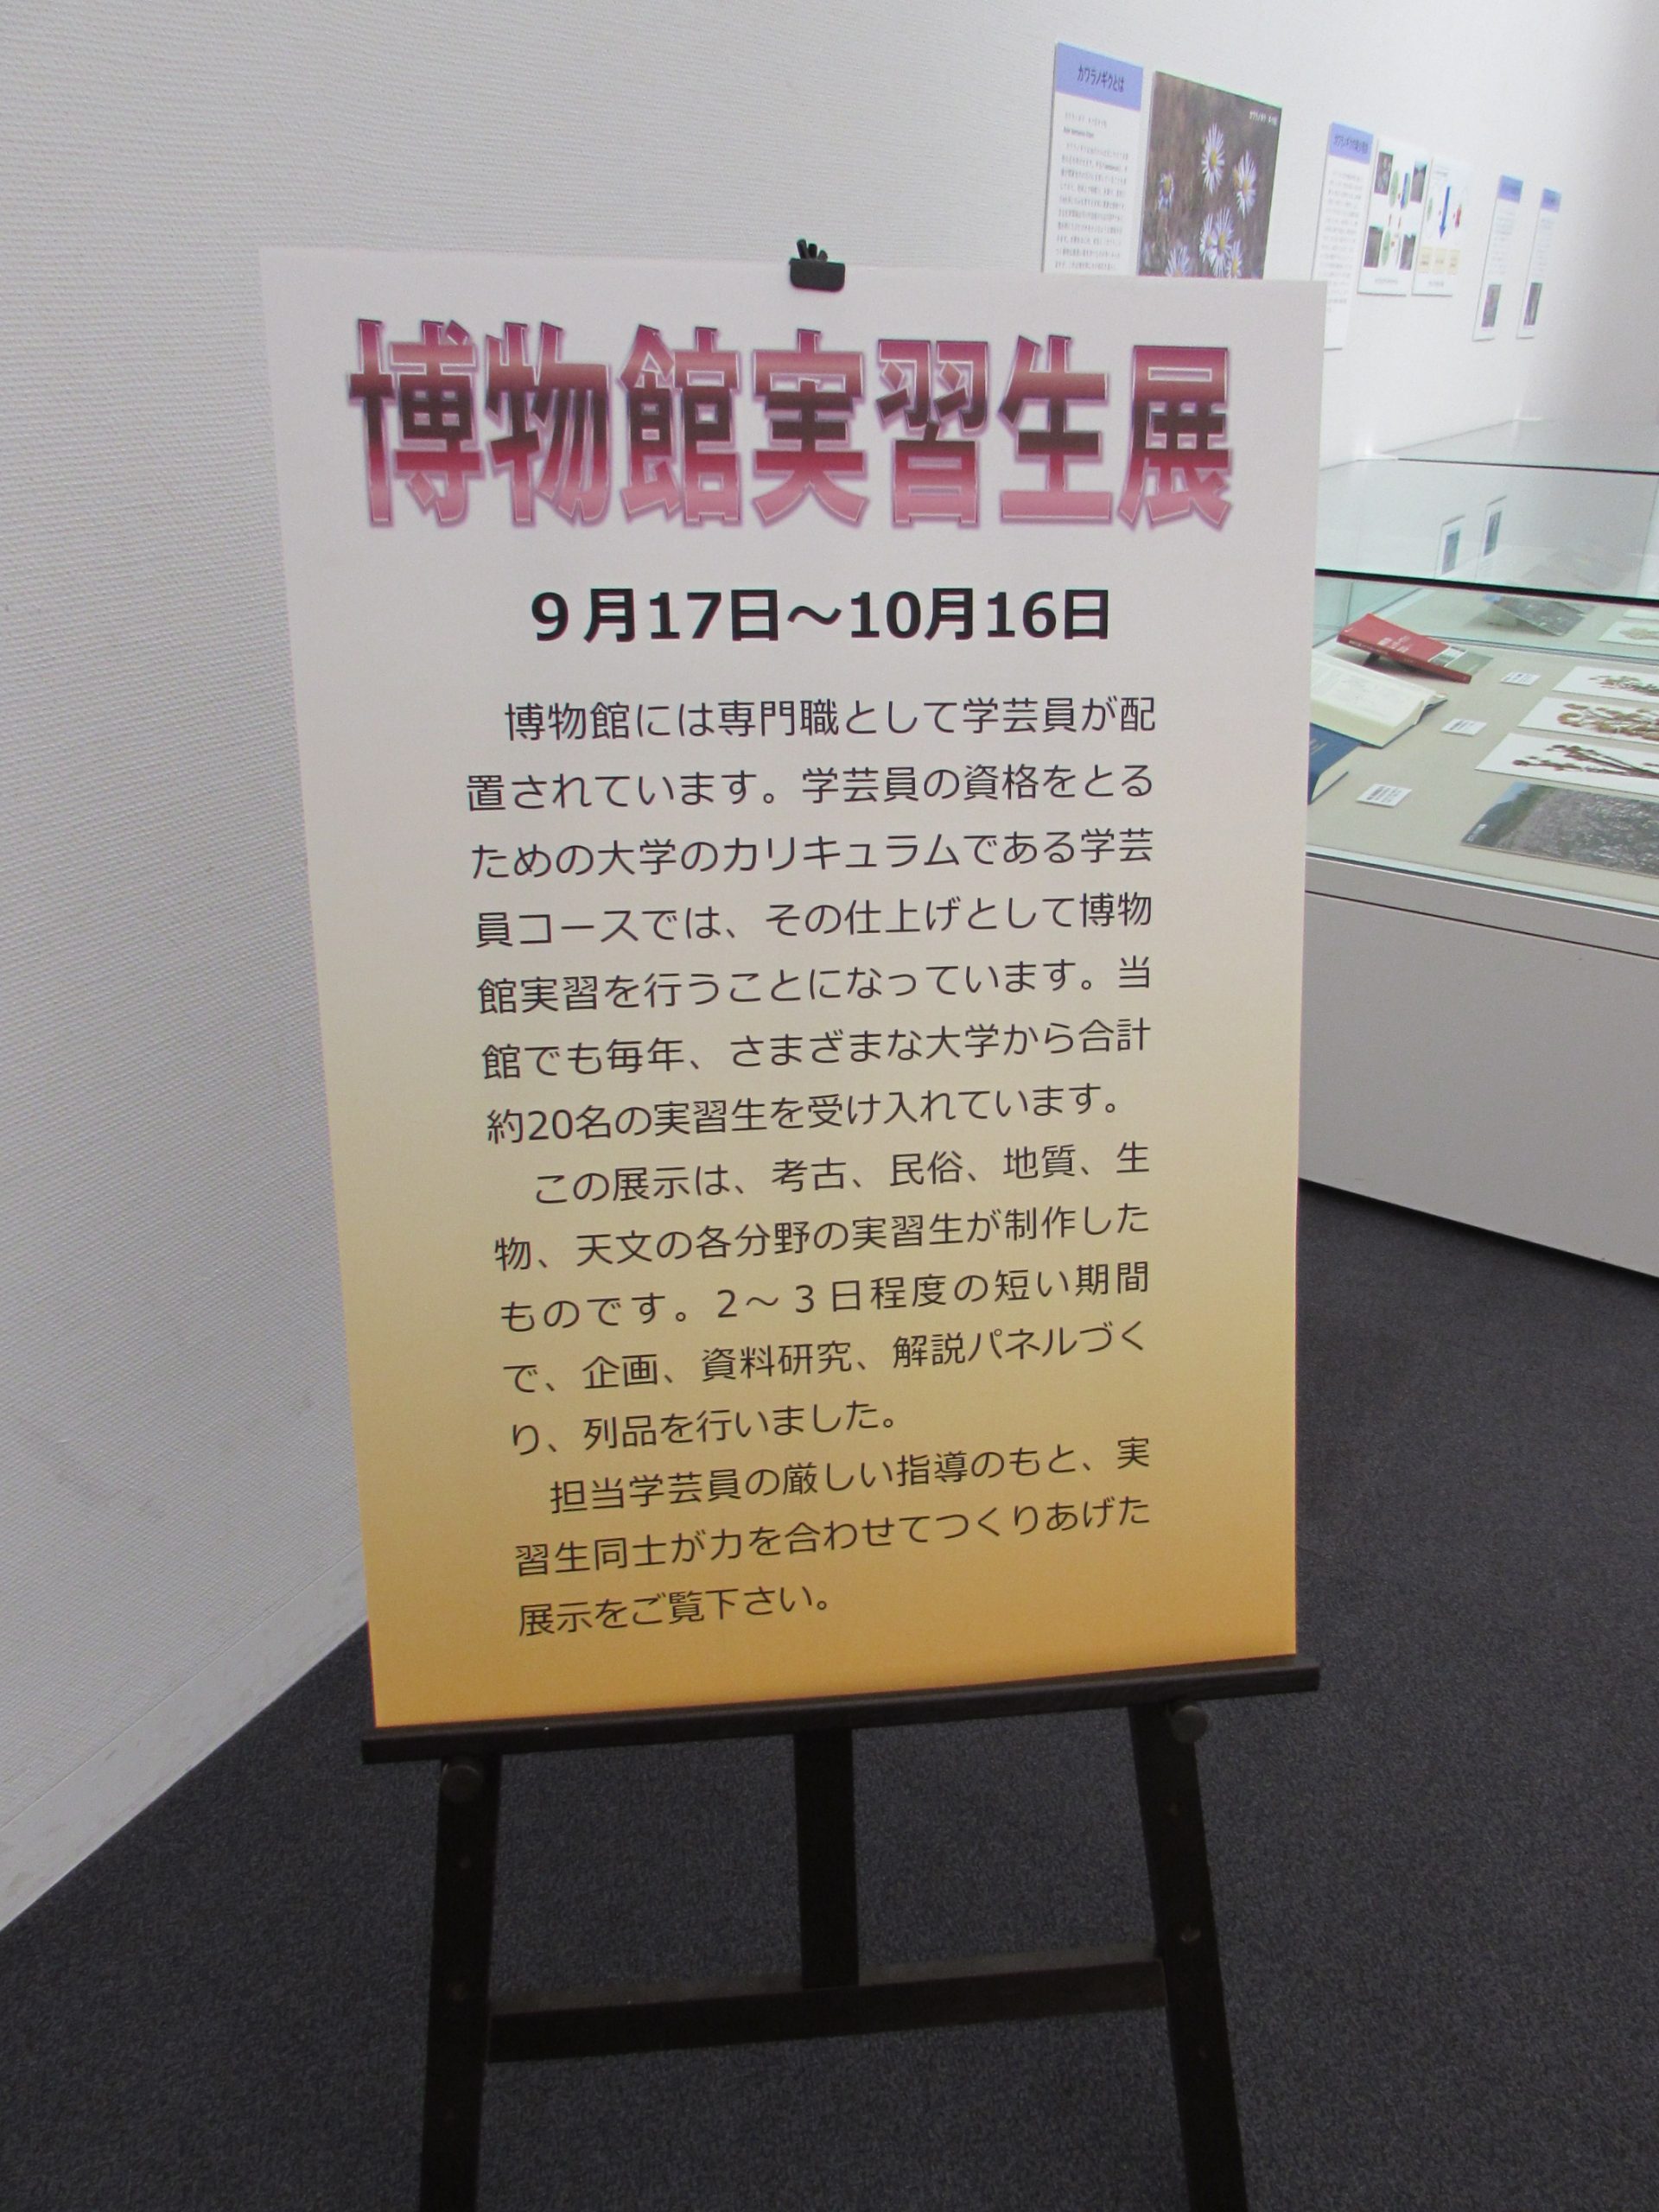 博物館実習生展
９月17日～10月16日
博物館には専門職として学芸員が配
置されています。学芸員の資格をとる
ための大学のカリキュラムである学芸
員コースでは、その仕上げとして博物
館実習を行うことになっています。当
館でも毎年、さまざまな大学から合計
約20名の実習生を受け入れています。
この展示は、考古、民俗、地質、生
物、天文の各分野の実習生が制作した
ものです。2～３日程度の短い期間
で、企画、資料研究、解説パネルづく
り、列品を行いました。
担当学芸員の厳しい指導のもと、実
習生同士が力を合わせてつくりあげた
展示をご覧下さい。
カワラノギクとは